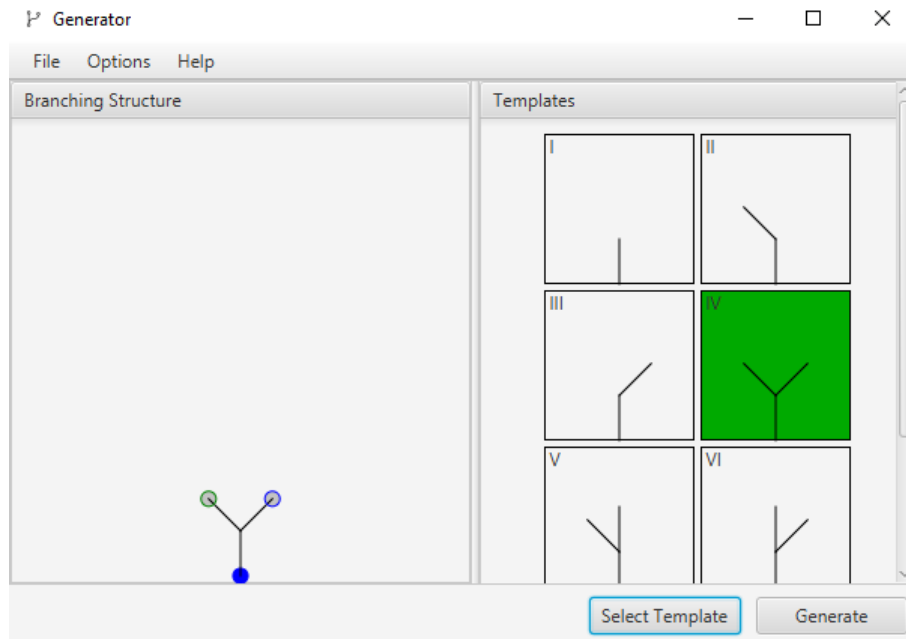 Generator
File Options Help
Branching Structure
Templates
I
II
III
IV
V
VI
Select Template
Generate